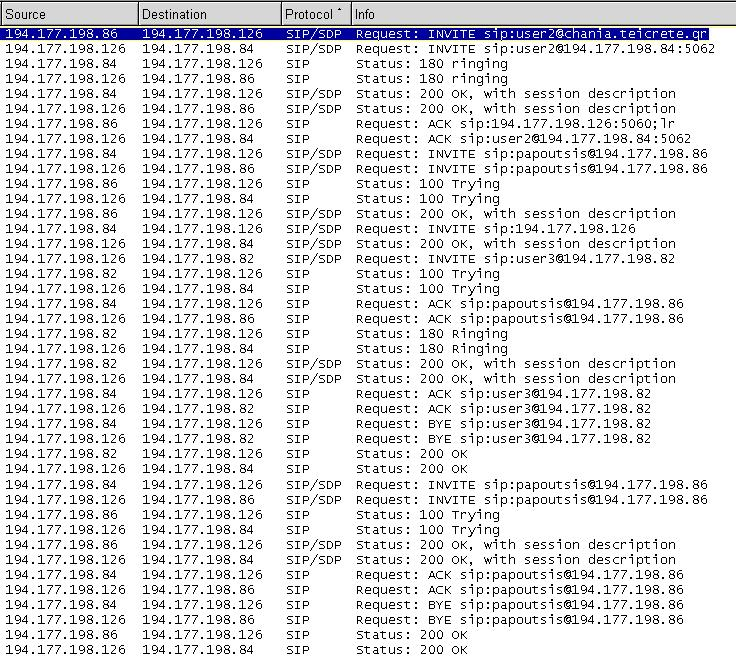 Source Destination Protocol Info
194.177.198.86 194.177.198.126 SIP/SDP Request: INVITE sip:user2@chania.teicrete.gr
194.177.198.126 194.177.198.84 SIP/SDP Request: INVITE sip:user2@194.177.198.84:5062
194.177.198.84 194.177.198.126 SIP Status: 180 ringing
194.177.198.126 194.177.198.86 SIP Status: 180 ringing
194.177.198.84 194.177.198.126 SIP/SDP Status: 200 OK, with session description
194.177.198.126 194.177.198.86 SIP/SDP Status: 200 OK, with session description
194.177.198.86 194.177.198.126 SIP Request: ACK sip:194.177.198.126:5060;lr
194.177.198.126 194.177.198.84 SIP Request: ACK sip:user2@194.177.198.84:5062
194.177.198.84 194.177.198.126 SIP/SDP Request: INVITE sip:papoutsis@194.177.198.86
194.177.198.126 194.177.198.86 SIP/SDP Request: INVITE sip:papoutsis@194.177.198.86
194.177.198.86 194.177.198.126 SIP Status: 100 Trying
194.177.198.126 194.177.198.84 SIP Status: 100 Trying
194.177.198.86 194.177.198.126 SIP/SDP Status: 200 OK, with session description
194.177.198.84 194.177.198.126 SIP/SDP Request: INVITE sip:194.177.198.126
194.177.198.126 194.177.198.84 SIP/SDP Status: 200 OK, with session description
194.177.198.126 194.177.198.82 SIP/SDP Request: INVITE sip:user3@194.177.198.82
194.177.198.82 194.177.198.126 SIP Status: 100 Trying
194.177.198.126 194.177.198.84 SIP Status: 100 Trying
194.177.198.84 194.177.198.126 SIP Request: ACK sip:papoutsis@194.177.198.86
194.177.198.126 194.177.198.86 SIP Request: ACK sip:papoutsis@194.177.198.86
194.177.198.82 194.177.198.126 SIP Status: 180 Ringing
194.177.198.126 194.177.198.84 SIP Status: 180 Ringing
194.177.198.82 194.177.198.126 SIP/SDP Status: 200 OK, with session description
194.177.198.126 194.177.198.84 SIP/SDP Status: 200 OK, with session description
194.177.198.84 194.177.198.126 SIP Request: ACK sip:user3@194.177.198.82
194.177.198.126 194.177.198.82 SIP Request: ACK sip:user3@194.177.198.82
194.177.198.84 194.177.198.126 SIP Request: BYE sip:user3@194.177.198.82
194.177.198.126 194.177.198.82 SIP Request: BYE sip:user3@194.177.198.82
194.177.198.82 194.177.198.126 SIP Status: 200 OK
194.177.198.126 194.177.198.84 SIP Status: 200 OK
194.177.198.84 194.177.198.126 SIP/SDP Request: INVITE sip:papoutsis@194.177.198.86
194.177.198.126 194.177.198.86 SIP/SDP Request: INVITE sip:papoutsis@194.177.198.86
194.177.198.86 194.177.198.126 SIP Status: 100 Trying
194.177.198.126 194.177.198.84 SIP Status: 100 Trying
194.177.198.86 194.177.198.126 SIP/SDP Status: 200 OK, with session description
194.177.198.126 194.177.198.84 SIP/SDP Status: 200 OK, with session description
194.177.198.84 194.177.198.126 SIP Request: ACK sip:papoutsis@194.177.198.86
194.177.198.126 194.177.198.86 SIP Request: ACK sip:papoutsis@194.177.198.86
194.177.198.84 194.177.198.126 SIP Request: BYE sip:papoutsis@194.177.198.86
194.177.198.126 194.177.198.86 SIP Request: BYE sip:papoutsis@194.177.198.86
194.177.198.86 194.177.198.126 SIP Status: 200 OK
194.177.198.126 194.177.198.84 SIP Status: 200 OK